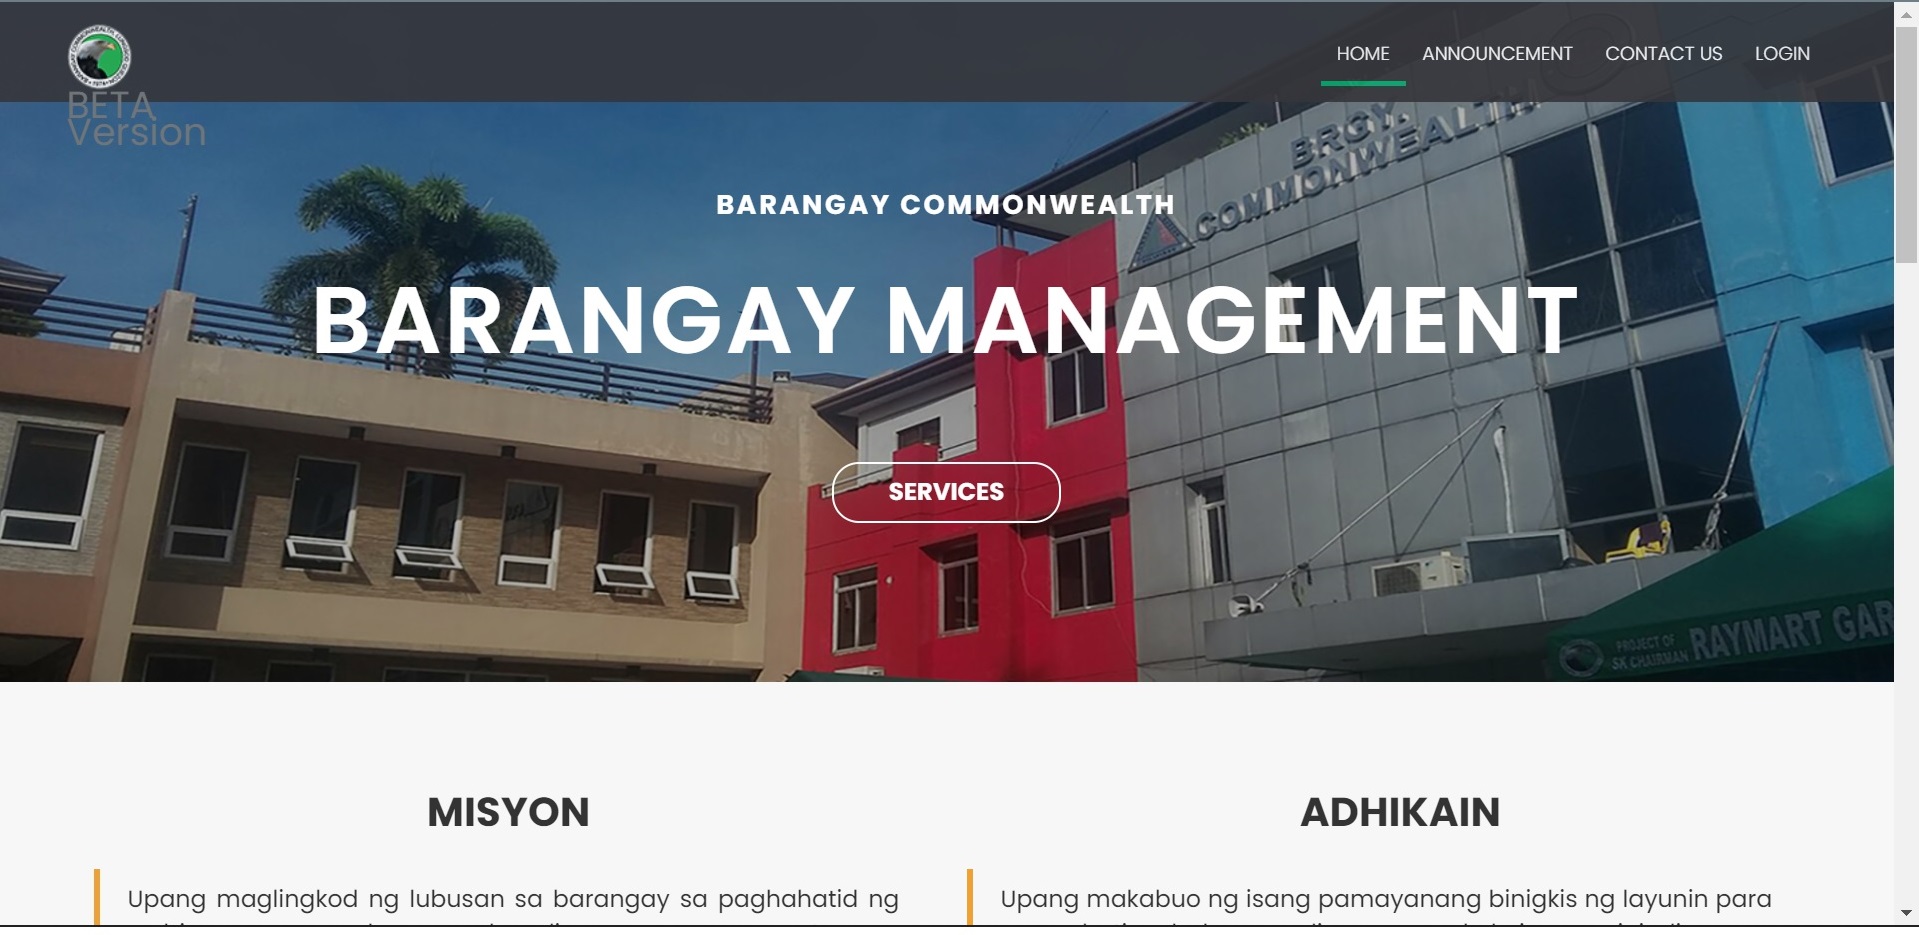 HOME ANNOUNCEMENT CONTACT US LOGIN
BETA
Version
BRGY.
COMMONWEALTH
BARANGAY COMMONWEALTH
BARANGAY MANAGEMENT
SERVICES
PROJECT OF
SK CHAIRMAN RAYMART GAR
MISYON
Upang maglingkod ng lubusan sa barangay sa paghahatid ng
ADHIKAIN
Upang makabuo ng isang pamayanang binigkis ng layunin para